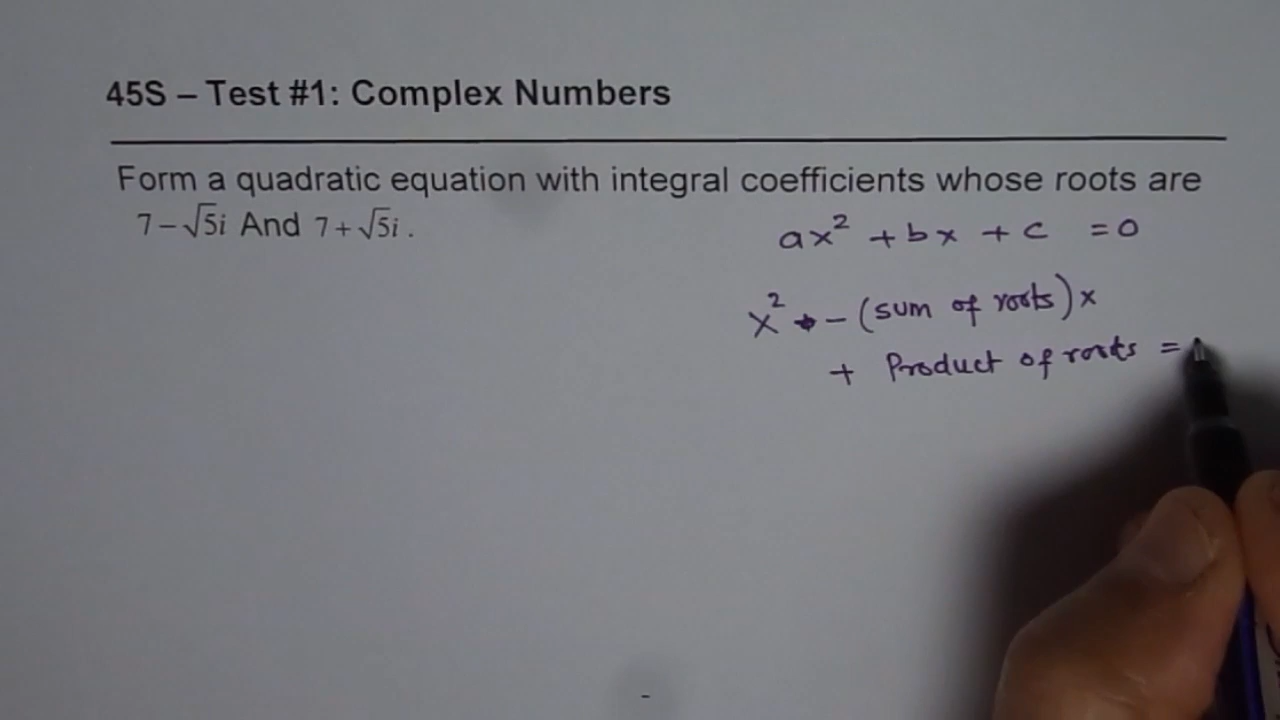 45S – Test #1: Complex Numbers
Form a quadratic equation with integral coefficients whose roots are
7 − √5i And 7 + √5i .
ax² + bx + c = 0
x² − (sum of roots) x
+ Product of roots =